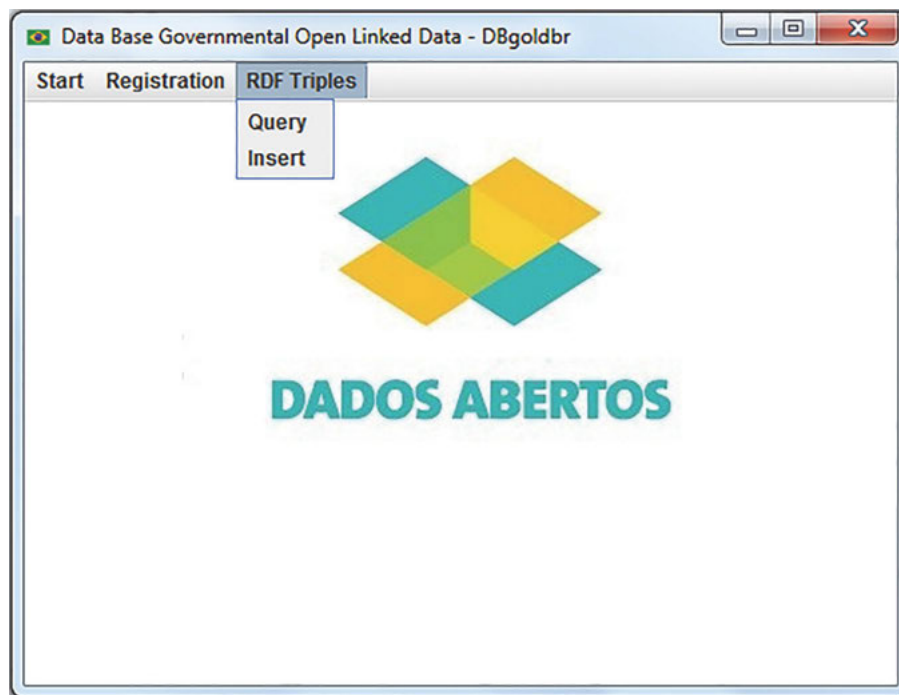 Data Base Governmental Open Linked Data - DBgoldbr
Start Registration RDF Triples
Query
Insert
DADOS ABERTOS